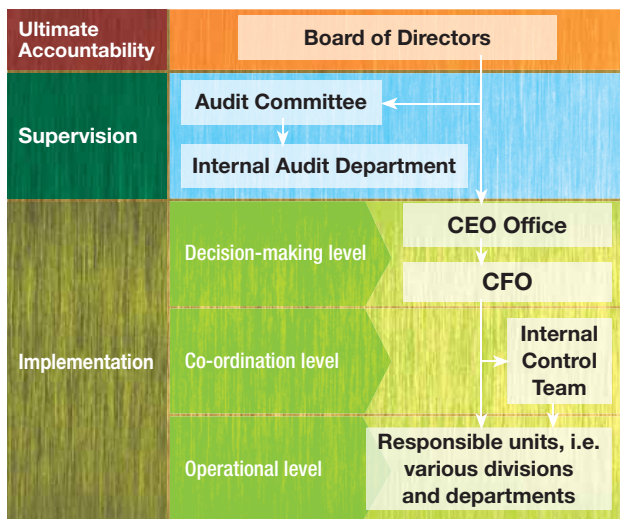 Ultimate
Accountability
Board of Directors
Supervision
Audit Committee
Internal Audit Department
Implementation
Decision-making level
CEO Office
CFO
Co-ordination level
Internal
Control
Team
Operational level
Responsible units, i.e.
various divisions
and departments